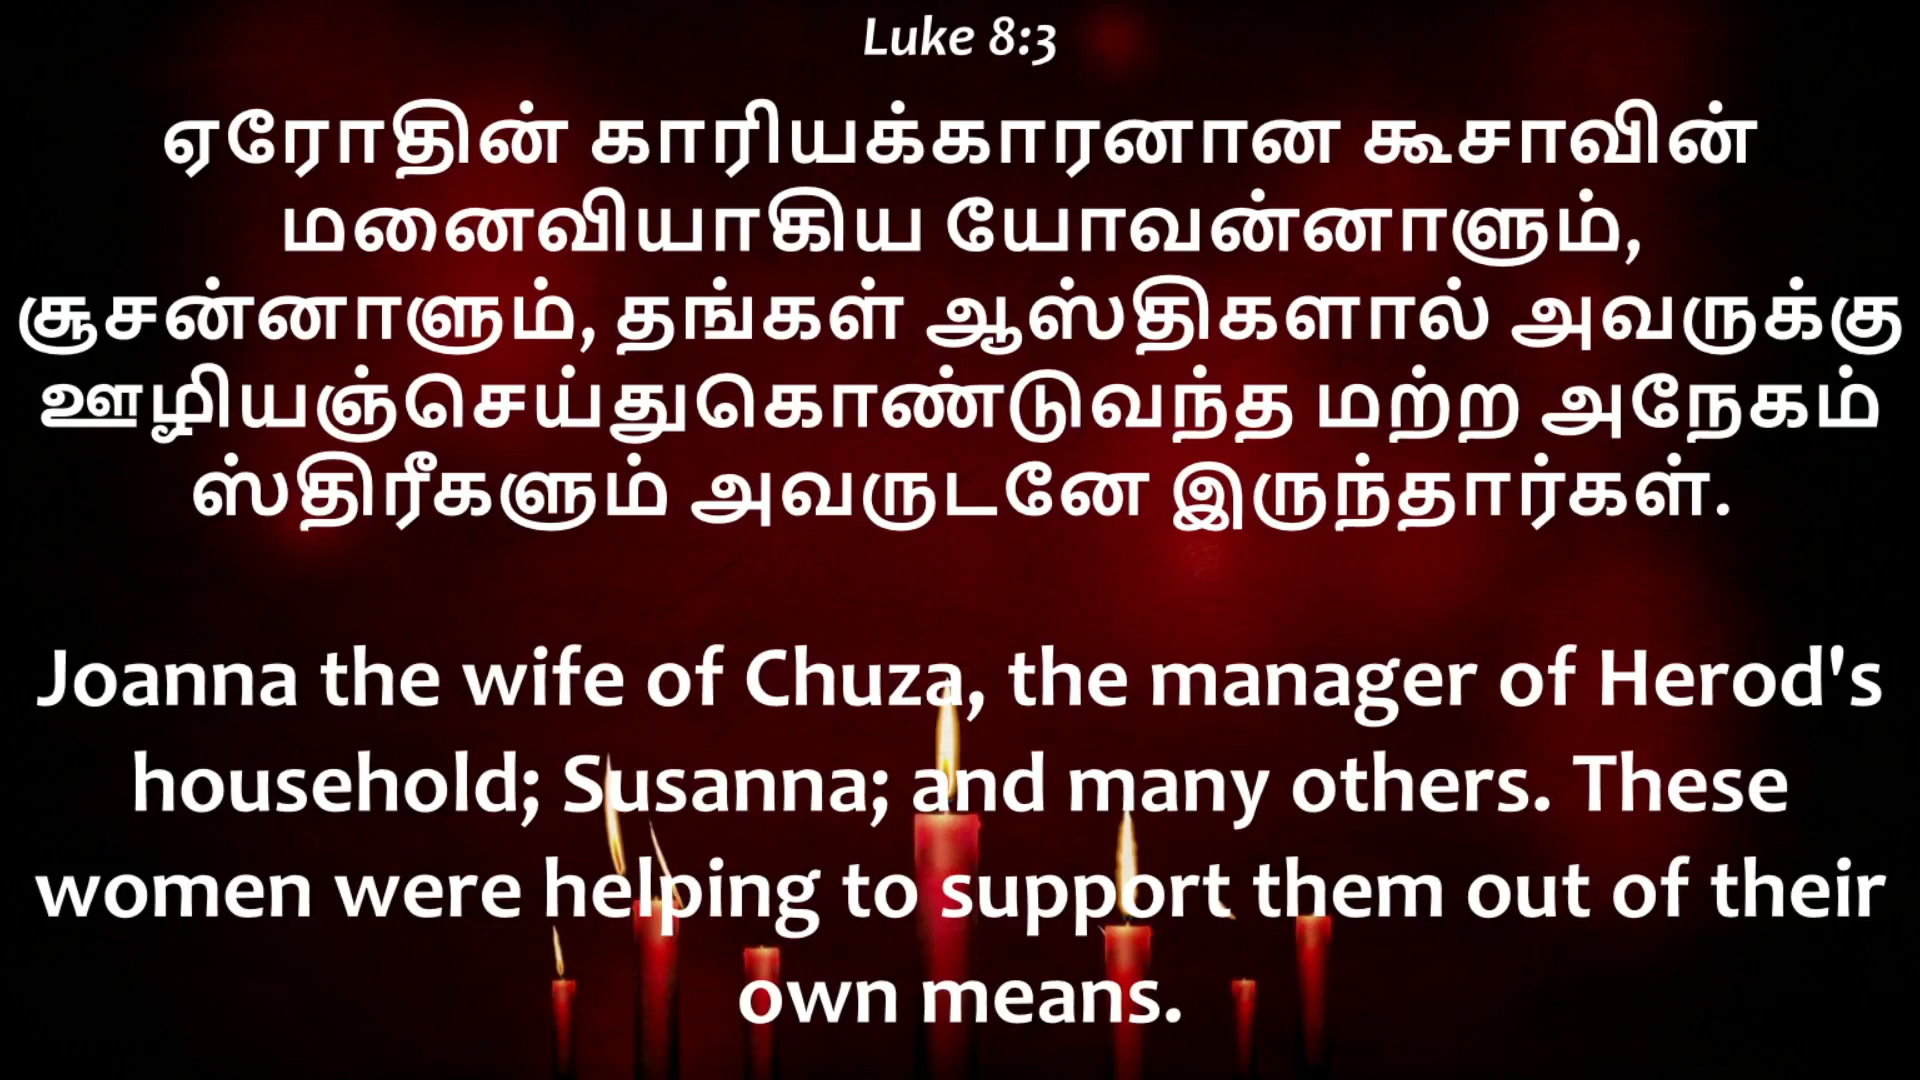 Luke 8:3
ஏரோதின் காரியக்காரனான கூசாவின்
மனைவியாகிய யோவன்னாளும்,
சூசன்னாளும், தங்கள் ஆஸ்திகளால் அவருக்கு
ஊழியஞ்செய்துகொண்டுவந்த மற்ற அநேகம்
ஸ்திரீகளும் அவருடனே இருந்தார்கள்.
Joanna the wife of Chuza, the manager of Herod's
household; Susanna; and many others. These
women were helping to support them out of their
own means.